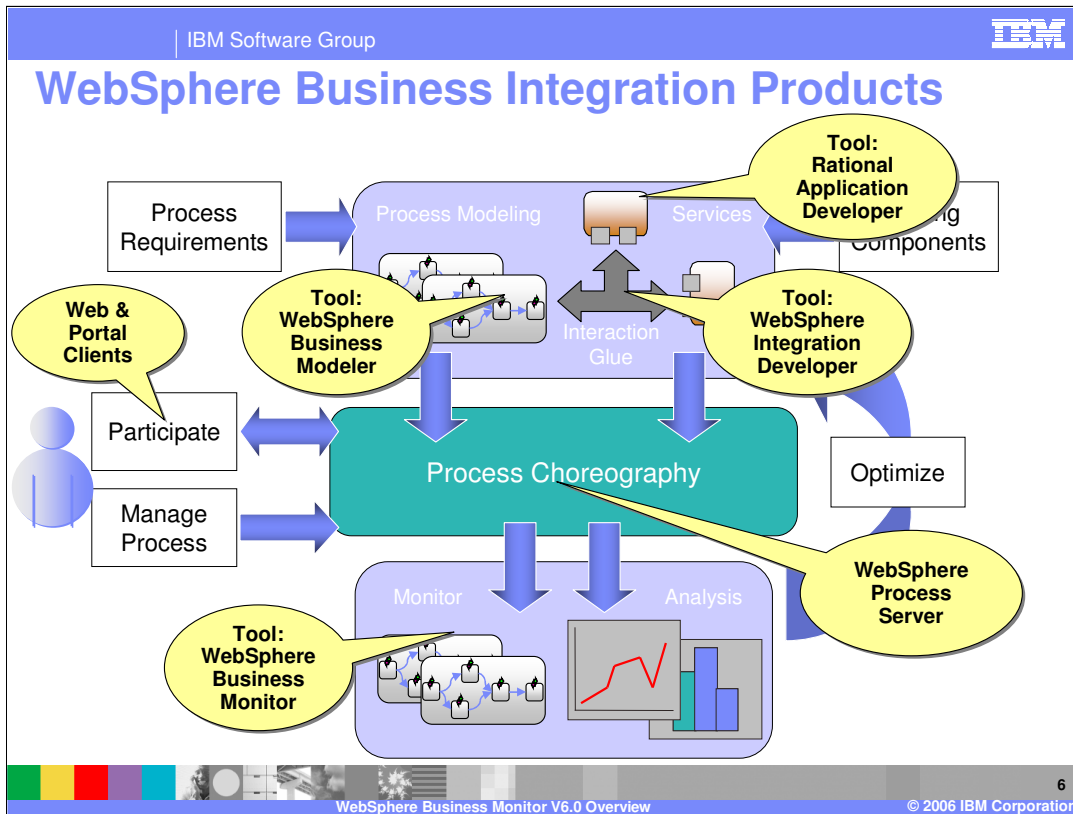 IBM Software Group
IBM
WebSphere Business Integration Products
Tool:
Rational
Application
Developer
Process
Requirements
Process Modeling
Services
Components
Web &
Portal
Clients
Tool:
WebSphere
Business
Modeler
Interaction
Glue
Tool:
WebSphere
Integration
Developer
Participate
Process Choreography
Optimize
Manage
Process
WebSphere
Process
Server
Monitor
Analysis
Tool:
WebSphere
Business
Monitor
6
WebSphere Business Monitor V6.0 Overview
© 2006 IBM Corporation